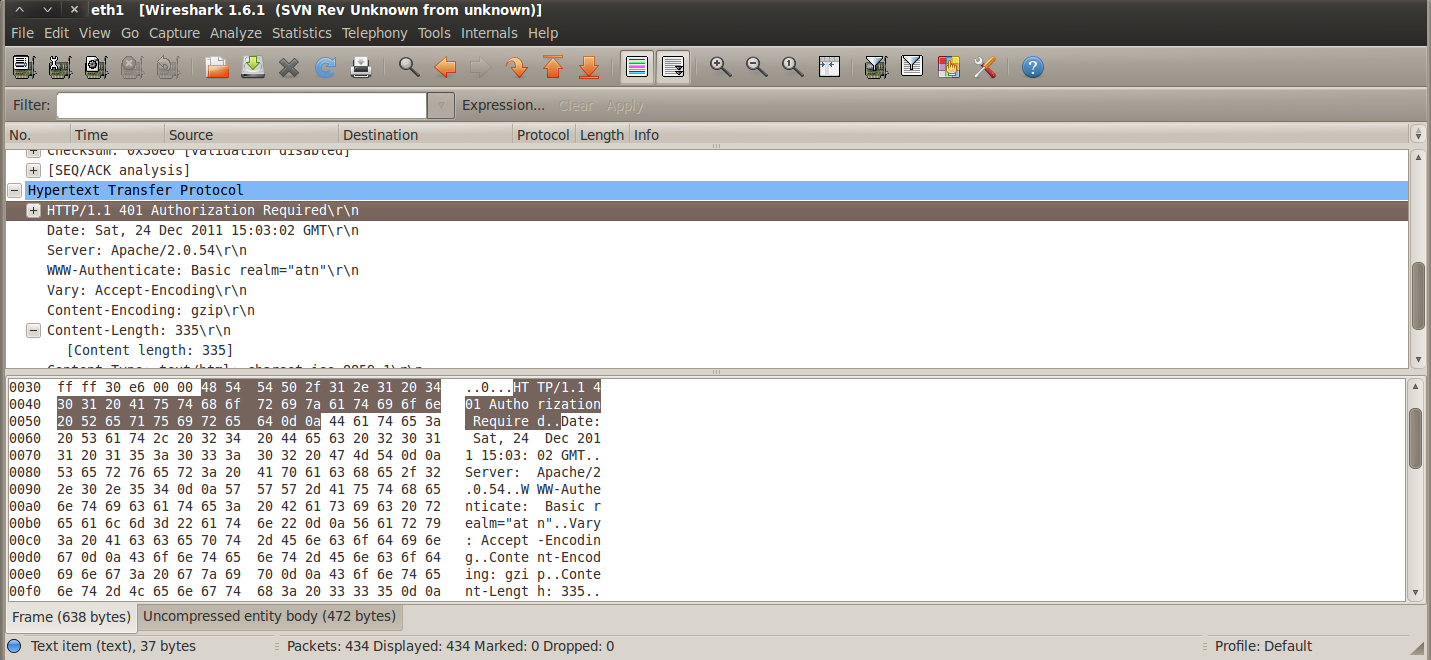 eth1 [Wireshark 1.6.1 (SVN Rev Unknown from unknown)]
File Edit View Go Capture Analyze Statistics Telephony Tools Internals Help
Filter: Expression... Clear Apply
No. Time Source Destination Protocol Length Info
Checksum: 0x30e6 [validation disabled]
[SEQ/ACK analysis]
Hypertext Transfer Protocol
HTTP/1.1 401 Authorization Required\r\n
Date: Sat, 24 Dec 2011 15:03:02 GMT\r\n
Server: Apache/2.0.54\r\n
WWW-Authenticate: Basic realm="atn"\r\n
Vary: Accept-Encoding\r\n
Content-Encoding: gzip\r\n
Content-Length: 335\r\n
[Content length: 335]
Content-Type: text/html; charset=iso-8859-1\r\n
0030 ff ff 30 e6 00 00 48 54 54 50 2f 31 2e 31 20 34 ..0...HT TP/1.1 4
0040 30 31 20 41 75 74 68 6f 72 69 7a 61 74 69 6f 6e 01 Autho rization
0050 20 52 65 71 75 69 72 65 64 0d 0a 44 61 74 65 3a Required..Date:
0060 20 53 61 74 2c 20 32 34 20 44 65 63 20 32 30 31 Sat, 24 Dec 201
0070 31 20 31 35 3a 30 33 3a 30 32 20 47 4d 54 0d 0a 1 15:03: 02 GMT..
0080 53 65 72 76 65 72 3a 20 41 70 61 63 68 65 2f 32 Server: Apache/2
0090 2e 30 2e 35 34 0d 0a 57 57 57 2d 41 75 74 68 65 .0.54..W WW-Authe
00a0 6e 74 69 63 61 74 65 3a 20 42 61 73 69 63 20 72 nticate: Basic r
00b0 65 61 6c 6d 3d 22 61 74 6e 22 0d 0a 56 61 72 79 ealm="at n"..Vary
00c0 3a 20 41 63 63 65 70 74 2d 45 6e 63 6f 64 69 6e : Accept -Encodin
00d0 67 0d 0a 43 6f 6e 74 65 6e 74 2d 45 6e 63 6f 64 g..Conte nt-Encod
00e0 69 6e 67 3a 20 67 7a 69 70 0d 0a 43 6f 6e 74 65 ing: gzi p..Conte
00f0 6e 74 2d 4c 65 6e 67 74 68 3a 20 33 33 35 0d 0a nt-Lengt h: 335..
Frame (638 bytes) Uncompressed entity body (472 bytes)
Text item (text), 37 bytes Packets: 434 Displayed: 434 Marked: 0 Dropped: 0 Profile: Default